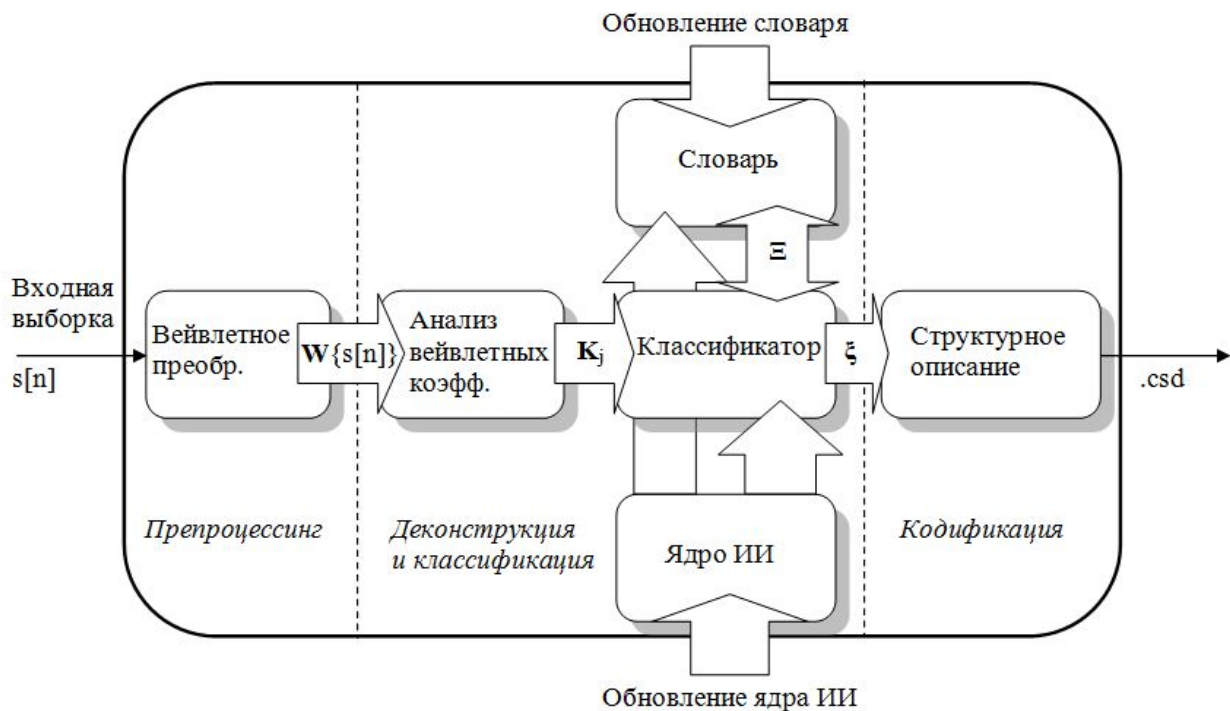 Обновление словаря
Словарь
Ξ
Входная
выборка
s[n]
Вейвлетное
преобр.
W{s[n]}
Анализ
вейвлетных
коэфф.
Kj
Классификатор
ξ
Структурное
описание
.csd
Препроцессинг
Деконструкция
и классификация
Ядро ИИ
Кодификация
Обновление ядра ИИ